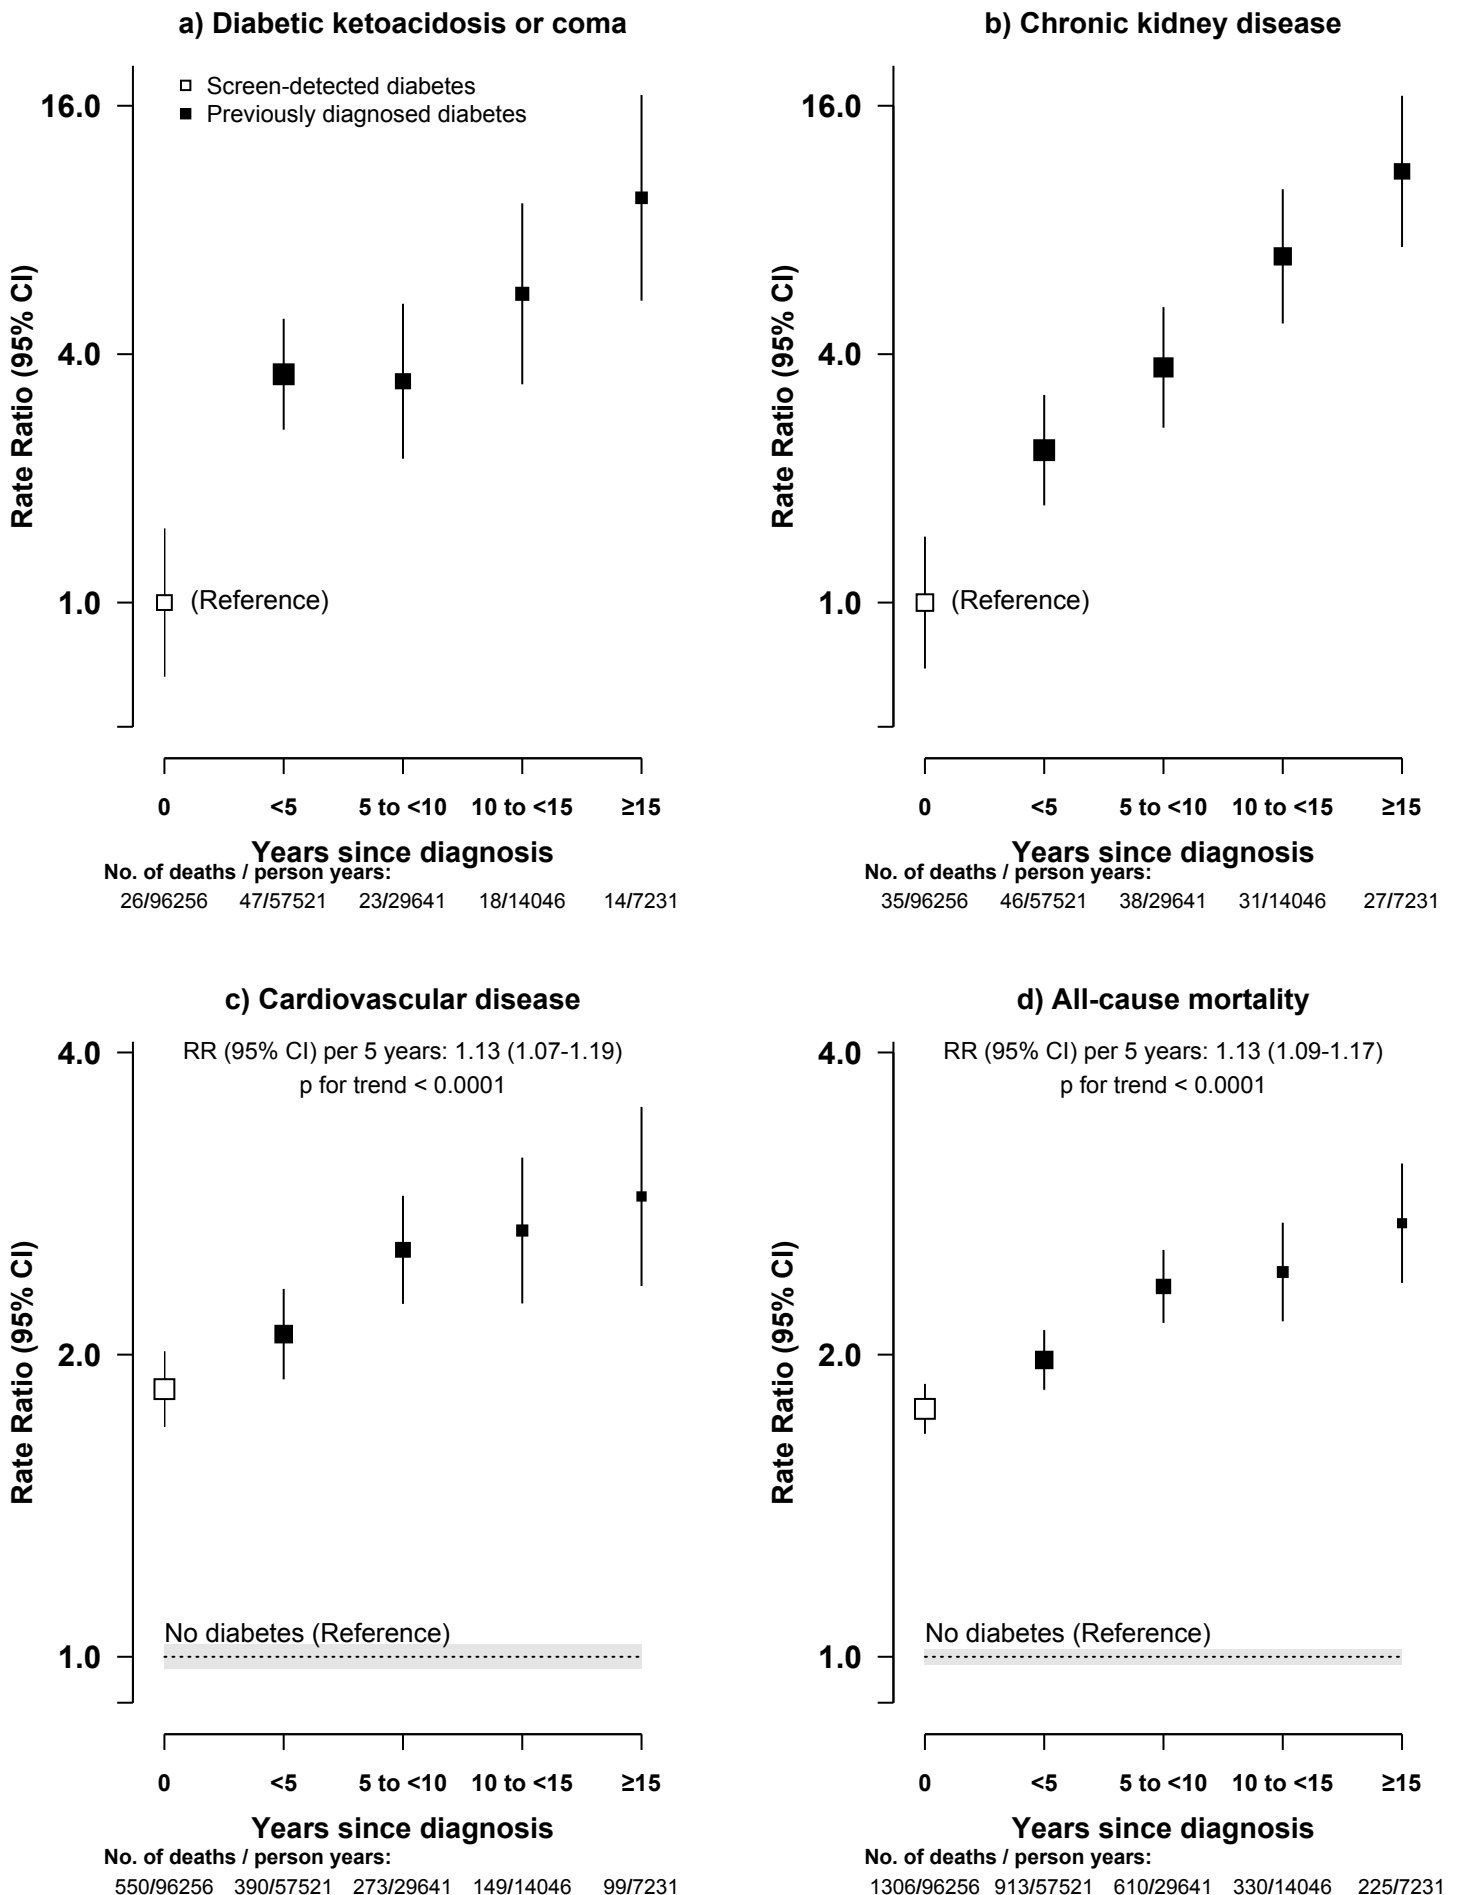 a) Diabetic ketoacidosis or coma
Screen-detected diabetes
Previously diagnosed diabetes
16.0
4.0
1.0
Rate Ratio (95% CI)
(Reference)
0 <5 5 to <10 10 to <15 ≥15
Years since diagnosis
No. of deaths / person years:
26/96256 47/57521 23/29641 18/14046 14/7231
b) Chronic kidney disease
16.0
4.0
1.0
Rate Ratio (95% CI)
(Reference)
0 <5 5 to <10 10 to <15 ≥15
Years since diagnosis
No. of deaths / person years:
35/96256 46/57521 38/29641 31/14046 27/7231
c) Cardiovascular disease
RR (95% CI) per 5 years: 1.13 (1.07-1.19)
p for trend < 0.0001
4.0
2.0
1.0
Rate Ratio (95% CI)
No diabetes (Reference)
0 <5 5 to <10 10 to <15 ≥15
Years since diagnosis
No. of deaths / person years:
550/96256 390/57521 273/29641 149/14046 99/7231
d) All-cause mortality
RR (95% CI) per 5 years: 1.13 (1.09-1.17)
p for trend < 0.0001
4.0
2.0
1.0
Rate Ratio (95% CI)
No diabetes (Reference)
0 <5 5 to <10 10 to <15 ≥15
Years since diagnosis
No. of deaths / person years:
1306/96256 913/57521 610/29641 330/14046 225/7231